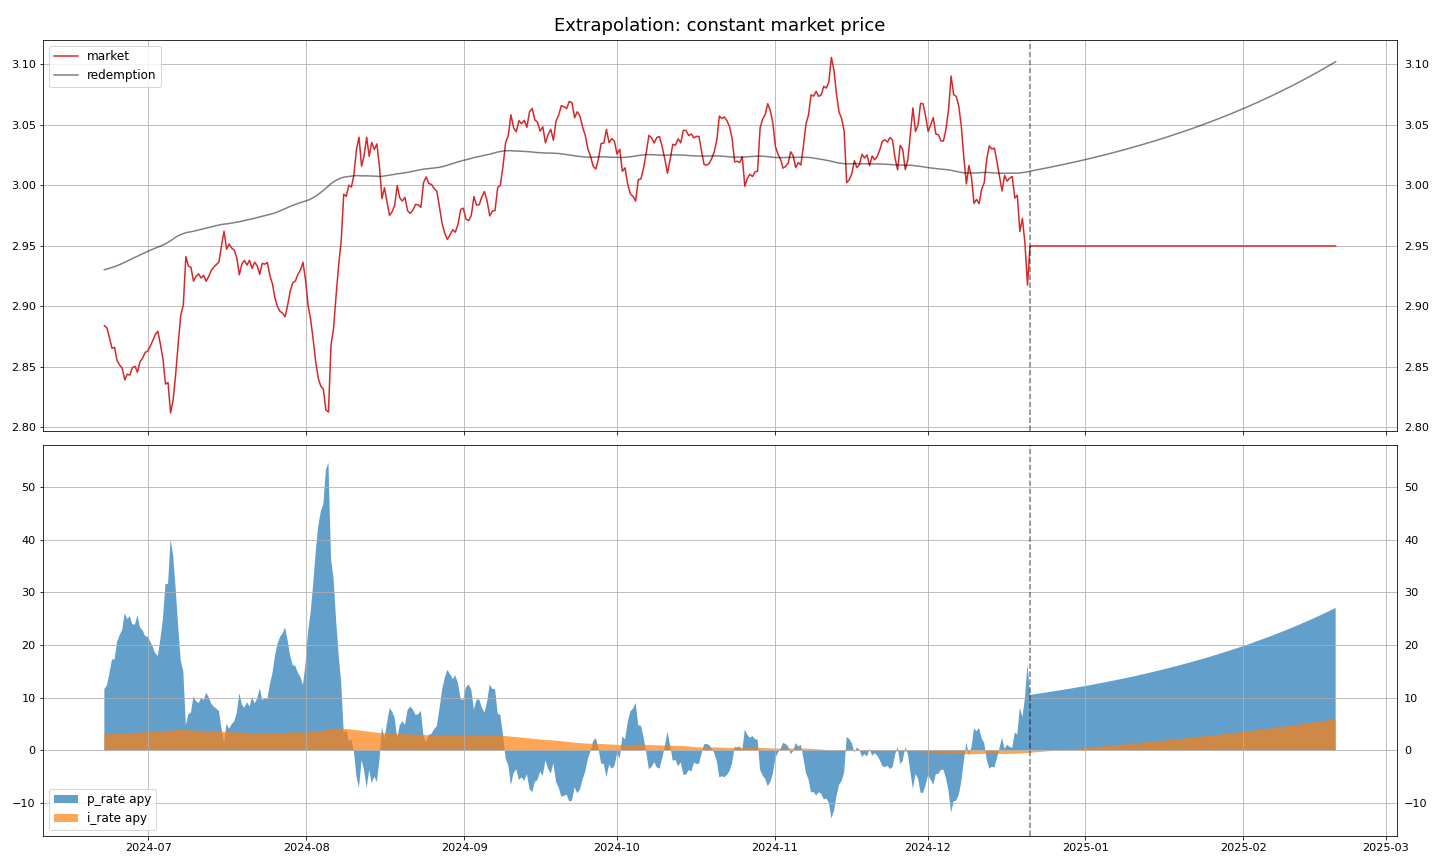 Extrapolation: constant market price
market
redemption
3.10 3.10
3.05 3.05
3.00 3.00
2.95 2.95
2.90 2.90
2.85 2.85
2.80 2.80
50 50
40 40
30 30
20 20
10 10
0 0
−10 −10
p_rate apy
i_rate apy
2024-07 2024-08 2024-09 2024-10 2024-11 2024-12 2025-01 2025-02 2025-03